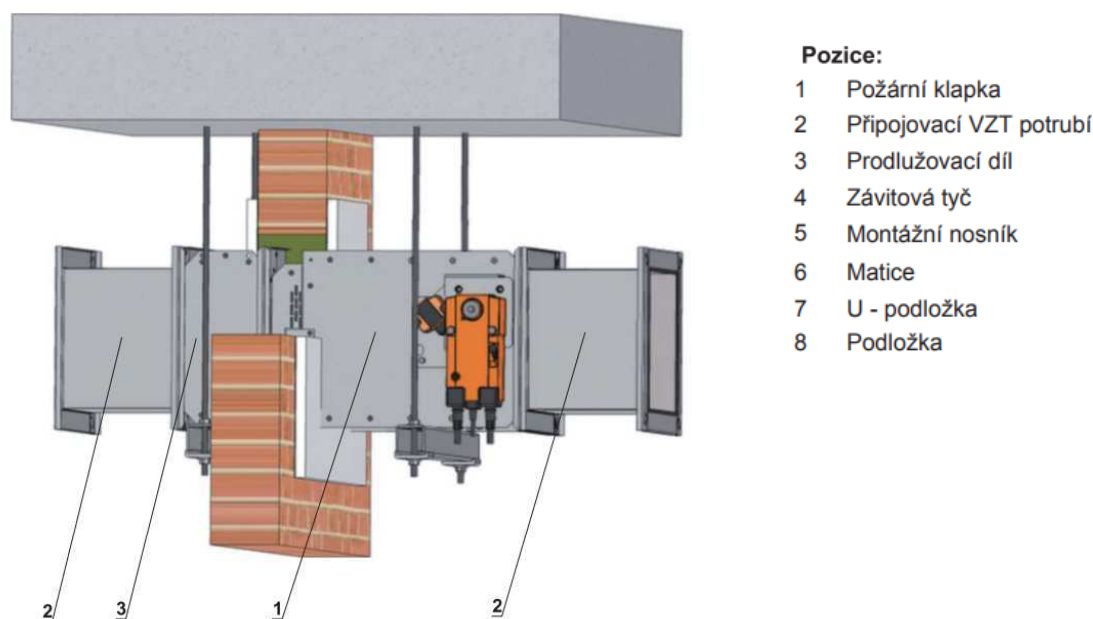 Pozice:
1 Požární klapka
2 Připojovací VZT potrubí
3 Prodlužovací díl
4 Závitová tyč
5 Montážní nosník
6 Matice
7 U - podložka
8 Podložka
2 3 1 2